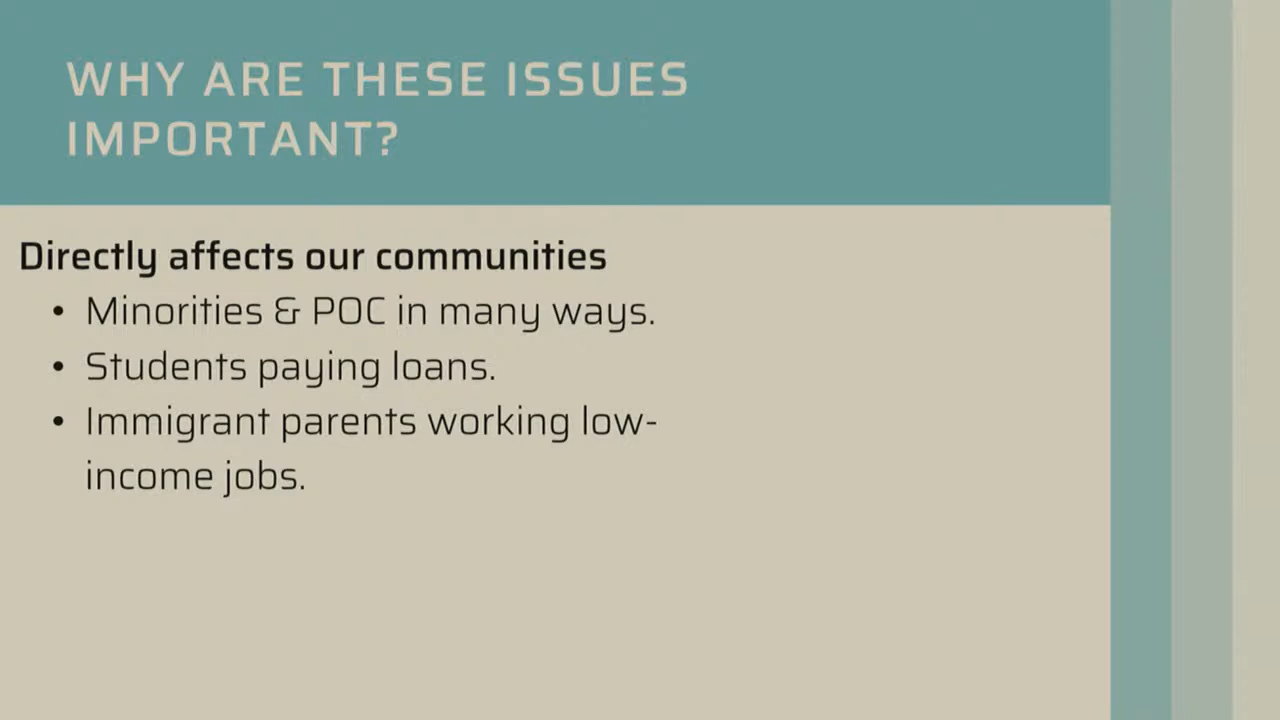 WHY ARE THESE ISSUES
IMPORTANT?
Directly affects our communities
• Minorities & POC in many ways.
• Students paying loans.
• Immigrant parents working low-
income jobs.